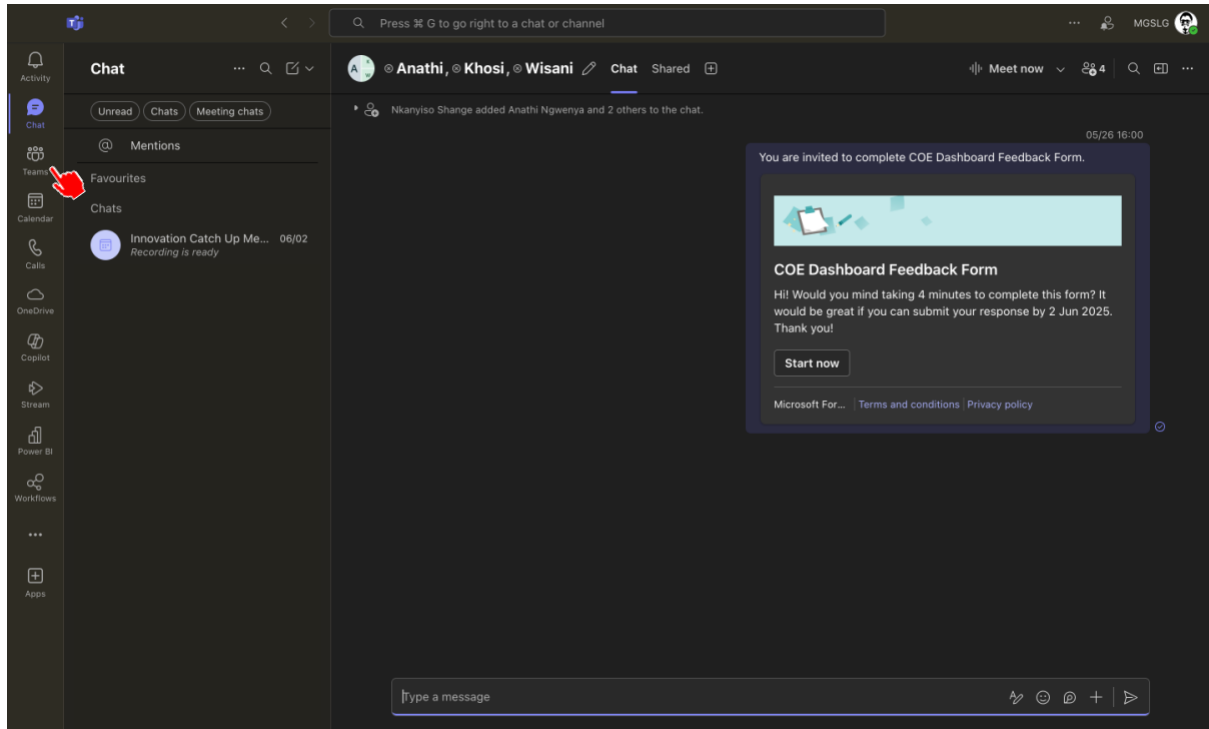 Press ⌘ G to go right to a chart or channel
MGSLG
Activity
Chat
Teams
Calendar
Calls
OneDrive
Copilot
Stream
Power BI
Workflows
Apps
Chat
Unread
Chats
Meeting chats
@ Mentions
Favourites
Chats
Innovation Catch Up Me... 06/02
Recording is ready
A
Anathi, Khosi, Wisani
Chat
Shared
Meet now
4
Nkanyiso Shange added Anathi Ngwenya and 2 others to the chat.
05/26 16:00
You are invited to complete COE Dashboard Feedback Form.
COE Dashboard Feedback Form
Hi! Would you mind taking 4 minutes to complete this form? It
would be great if you can submit your response by 2 Jun 2025.
Thank you!
Start now
Microsoft For... Terms and conditions Privacy policy
Type a message